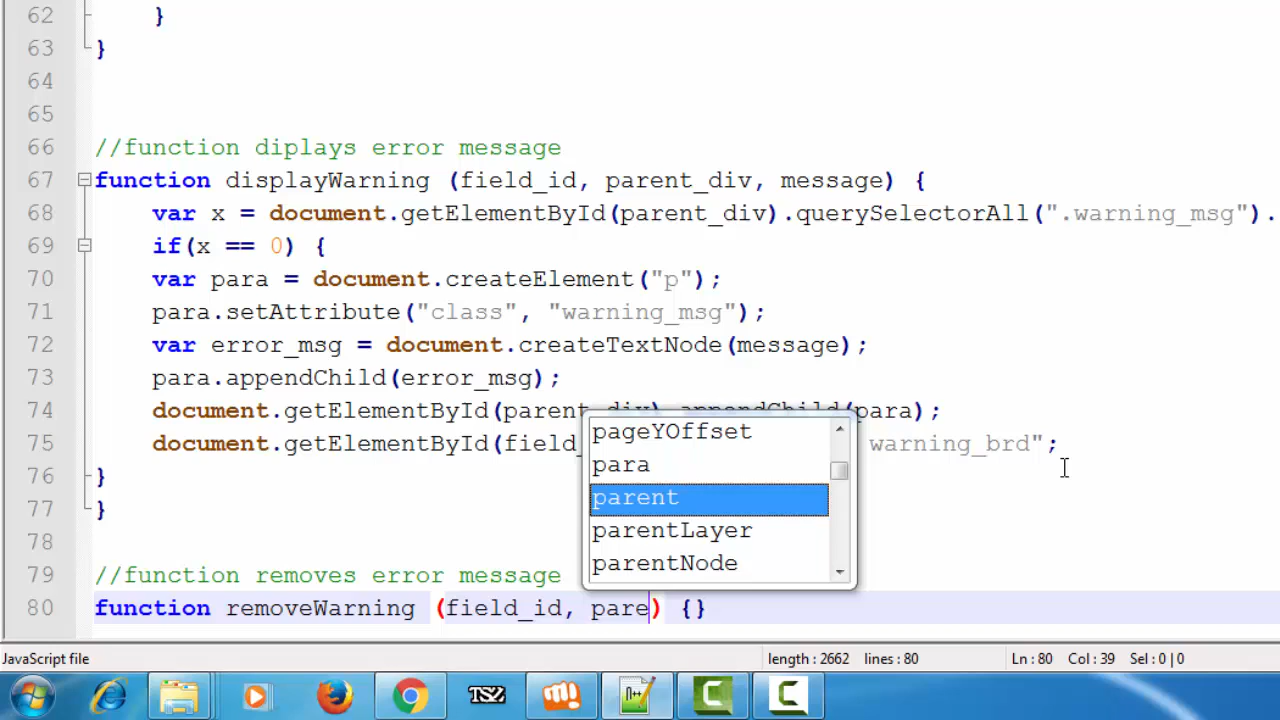 62 }
63 }
64
65
66 //function diplays error message
67 function displayWarning (field_id, parent_div, message) {
68 var x = document.getElementById(parent_div).querySelectorAll(".warning_msg").
69 if(x == 0) {
70 var para = document.createElement("p");
71 para.setAttribute("class", "warning_msg");
72 var error_msg = document.createTextNode(message);
73 para.appendChild(error_msg);
74 document.getElementById(parent_div).appendChild(para);
75 document.getElementById(field_ warning_brd";
76 }
77 }
78
79 //function removes error message
80 function removeWarning (field_id, pare) {}
pageYOffset
para
parent
parentLayer
parentNode
JavaScript file length : 2662 lines : 80 Ln : 80 Col : 39 Sel : 0 | 0
TSZ n++ C C